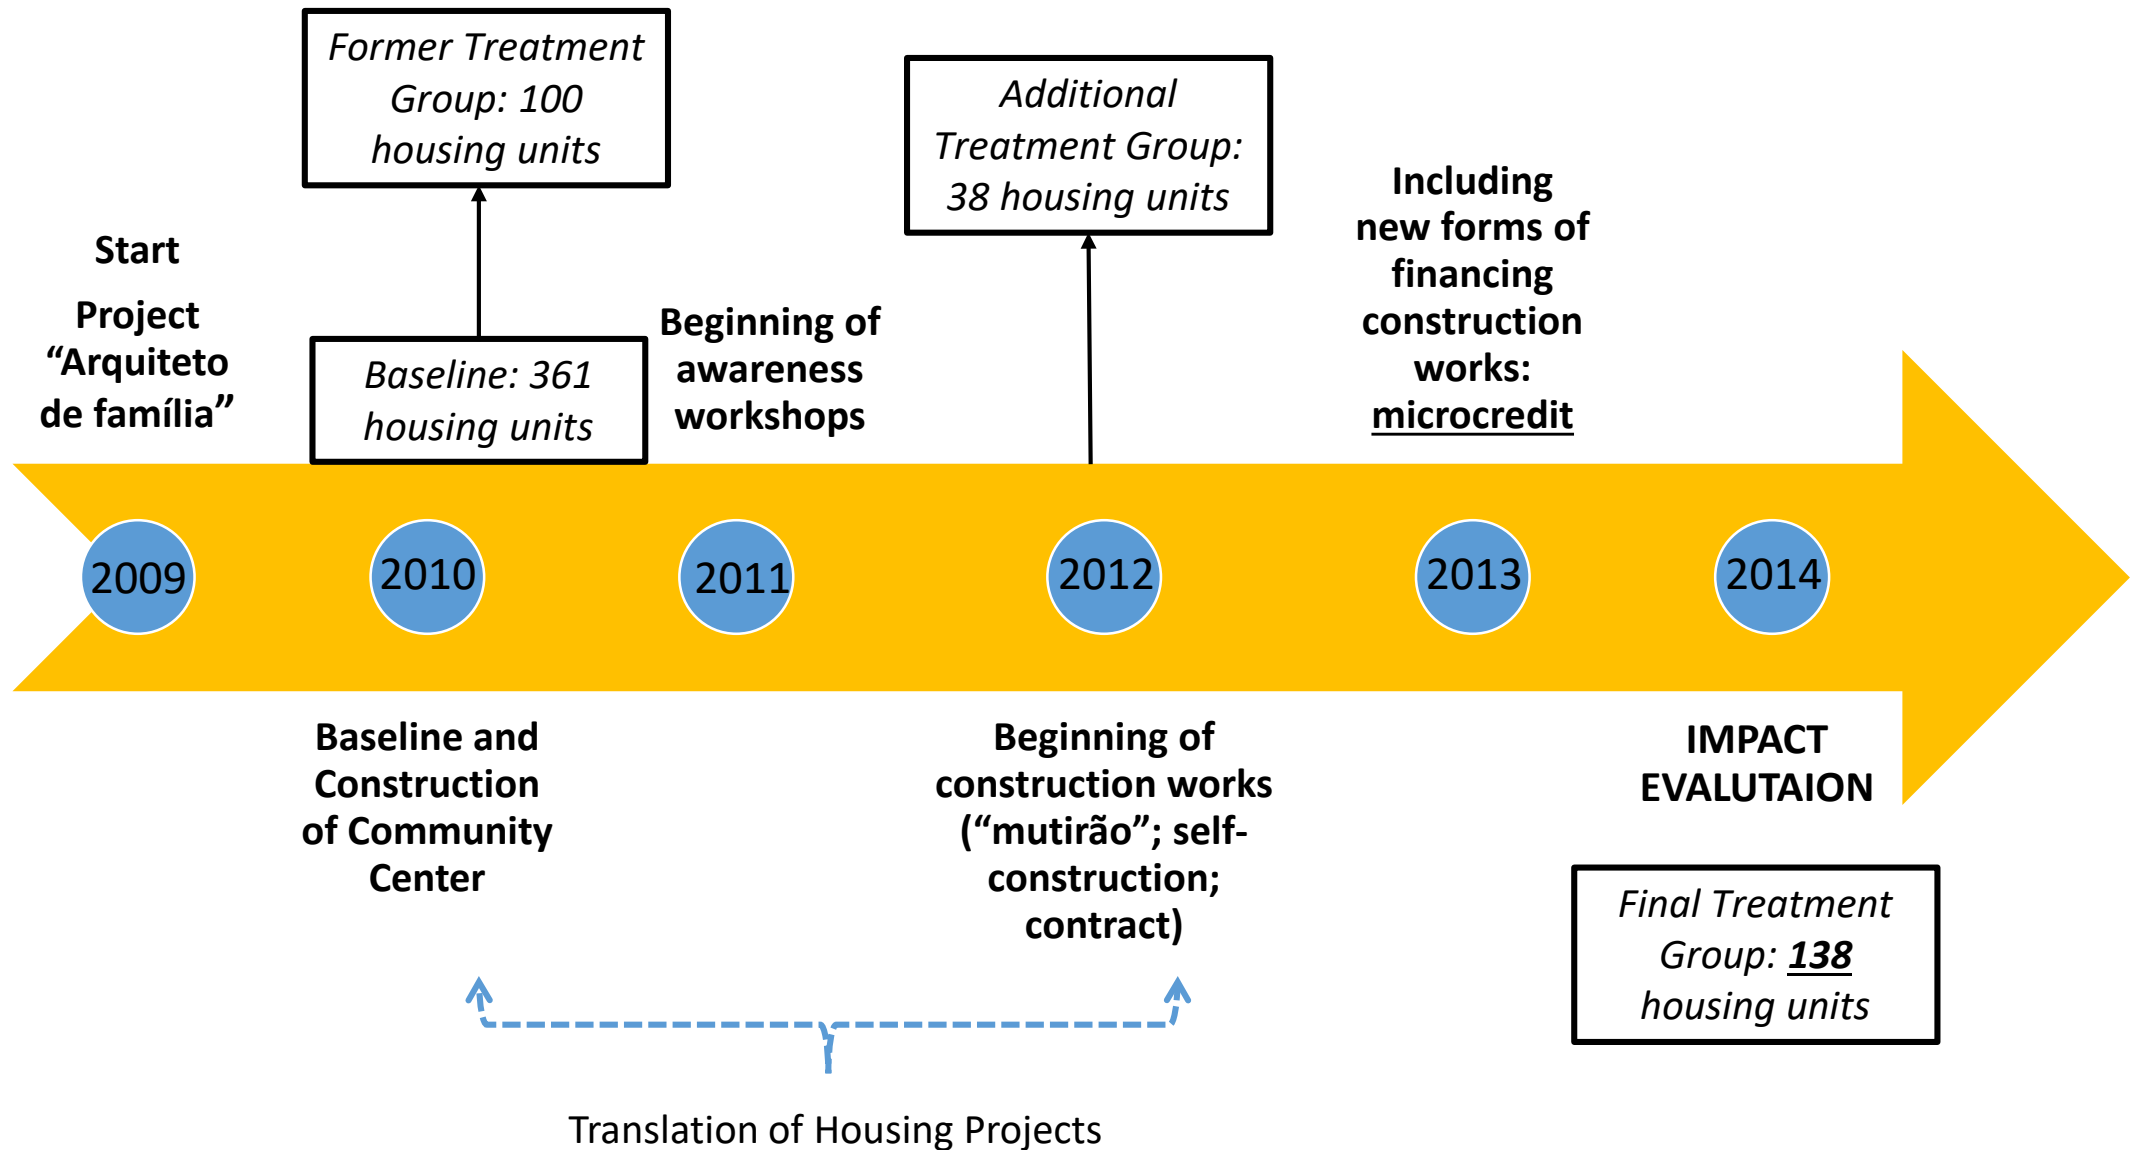 Former Treatment
Group: 100
housing units
Additional
Treatment Group:
38 housing units
Start
Project
“Arquiteto
de família”
Baseline: 361
housing units
Beginning of
awareness
workshops
Including
new forms of
financing
construction
works:
microcredit
2009
2010
2011
2012
2013
2014
Baseline and
Construction
of Community
Center
Beginning of
construction works
(“mutirão”; self-
construction;
contract)
IMPACT
EVALUTAION
Final Treatment
Group: 138
housing units
Translation of Housing Projects